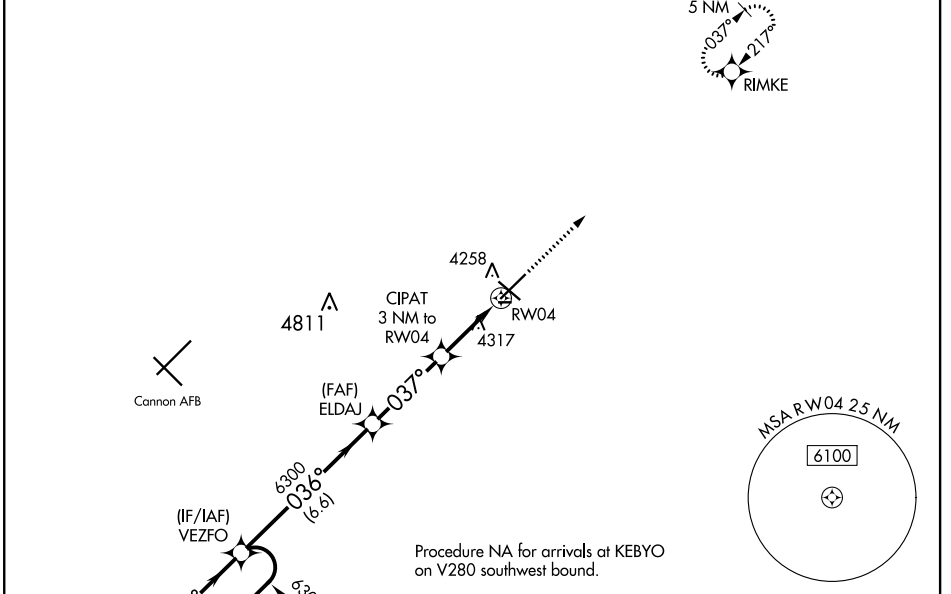 5 NM
037°
217°
RIMKE
4258
CIPAT
3 NM to
RW04
4811
RW04
4317
Cannon AFB
(FAF)
ELDAJ
037°
MSA RW04 25 NM
6100
6300
036°
(6.6)
(IF/IAF)
VEZFO
Procedure NA for arrivals at KEBYO
on V280 southwest bound.